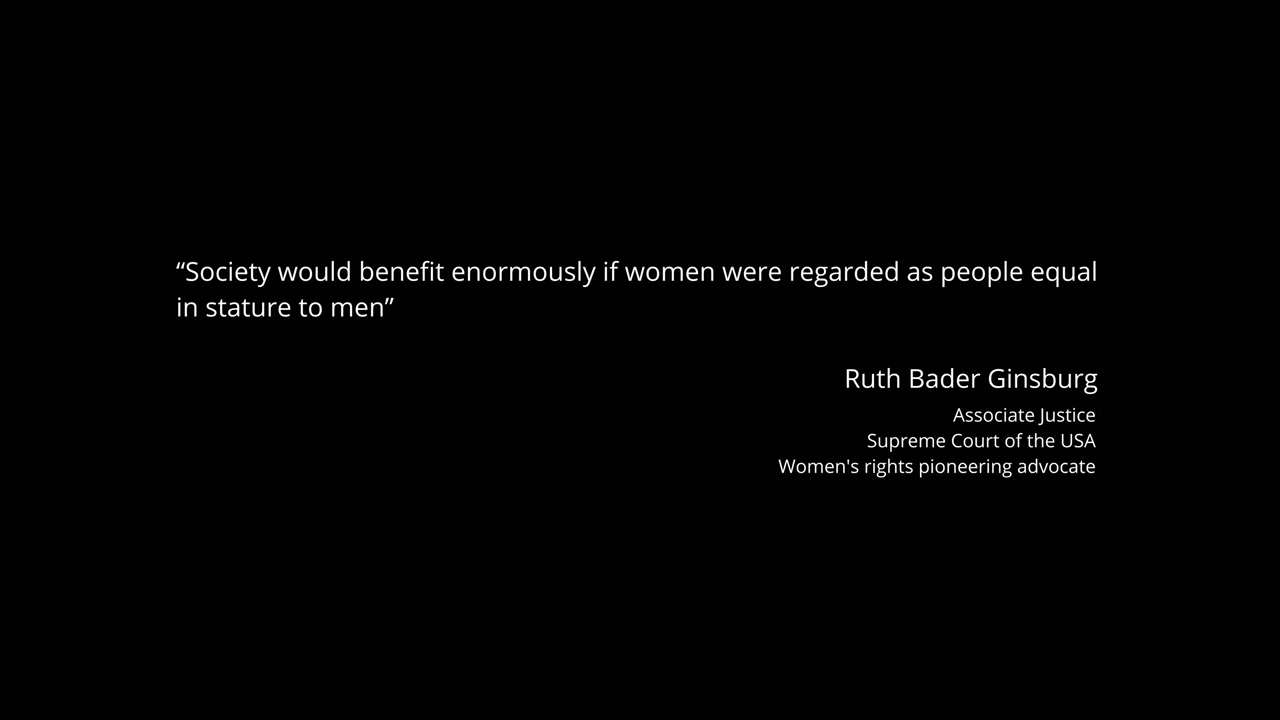 “Society would benefit enormously if women were regarded as people equal
in stature to men”
Ruth Bader Ginsburg
Associate Justice
Supreme Court of the USA
Women's rights pioneering advocate